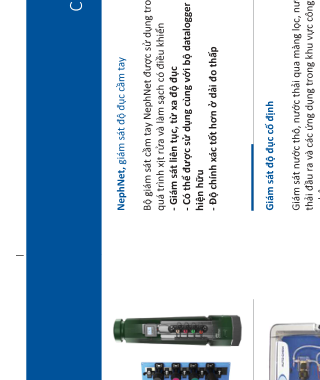 C
NephNet, giám sát độ đục cầm tay
Bộ giám sát cầm tay NephNet được sử dụng tro
quá trình xịt rửa và làm sạch có điều khiển
- Giám sát liên tục, từ xa độ đục
- Có thể được sử dụng cùng với bộ datalogger
hiện hữu
- Độ chính xác tốt hơn ở dải đo thấp
Giám sát độ đục cố định
Giám sát nước thô, nước thải qua màng lọc, nư
thải đầu ra và các ứng dụng trong khu vực công